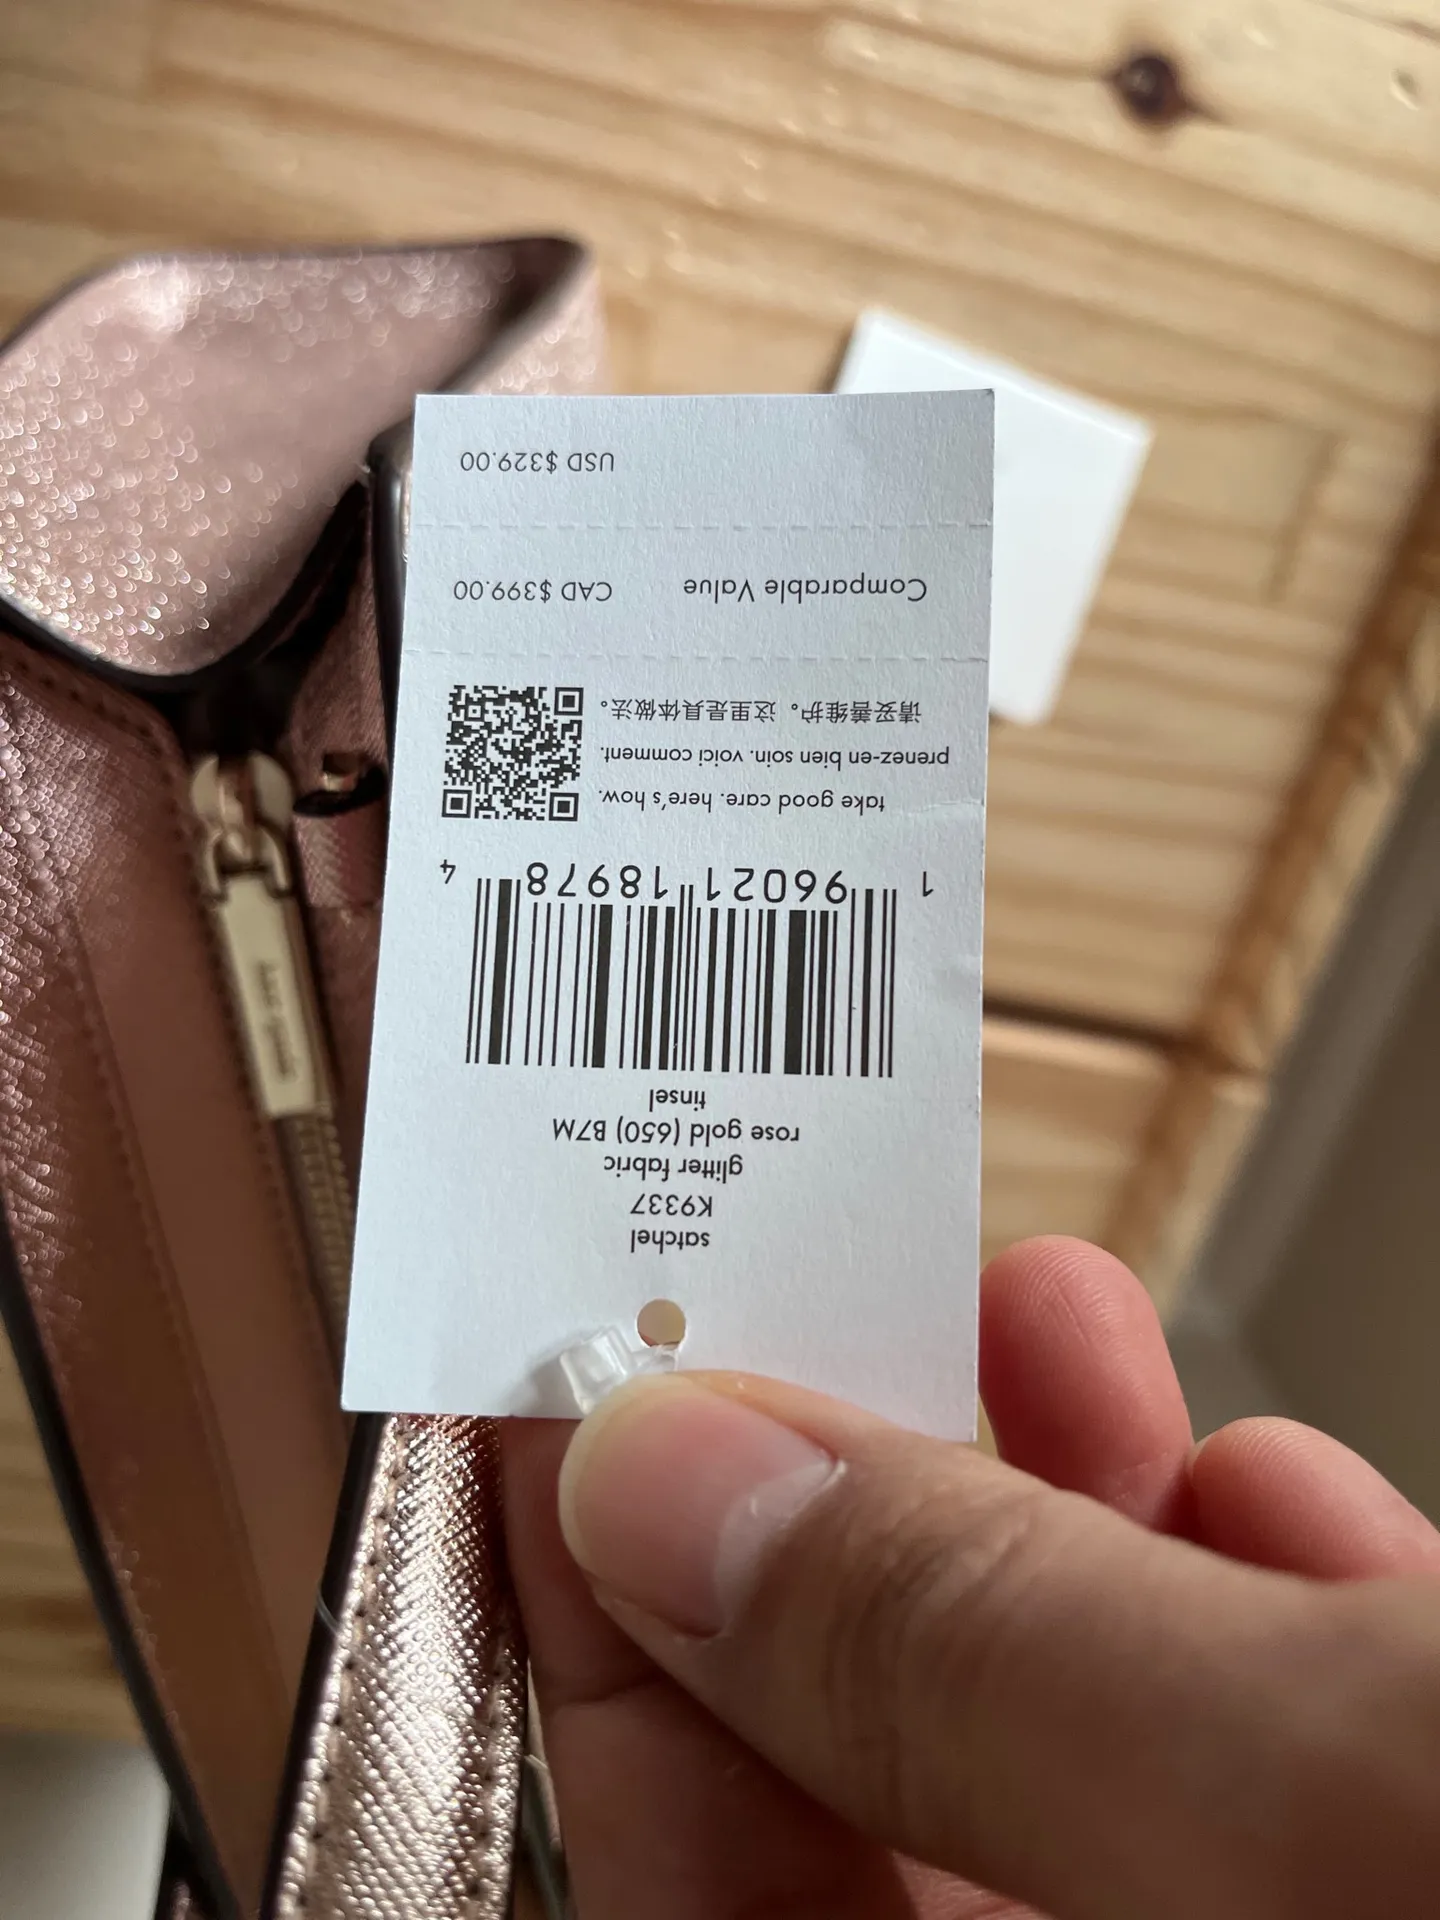 satchel
K9337
glitter fabric
rose gold (650) B7M
tinsel
1 96021 18978 4
take good care. here's how.
prenez-en bien soin. voici comment.
请妥善维护。这里是具体做法。
Comparable Value CAD $399.00
USD $329.00
kate spade